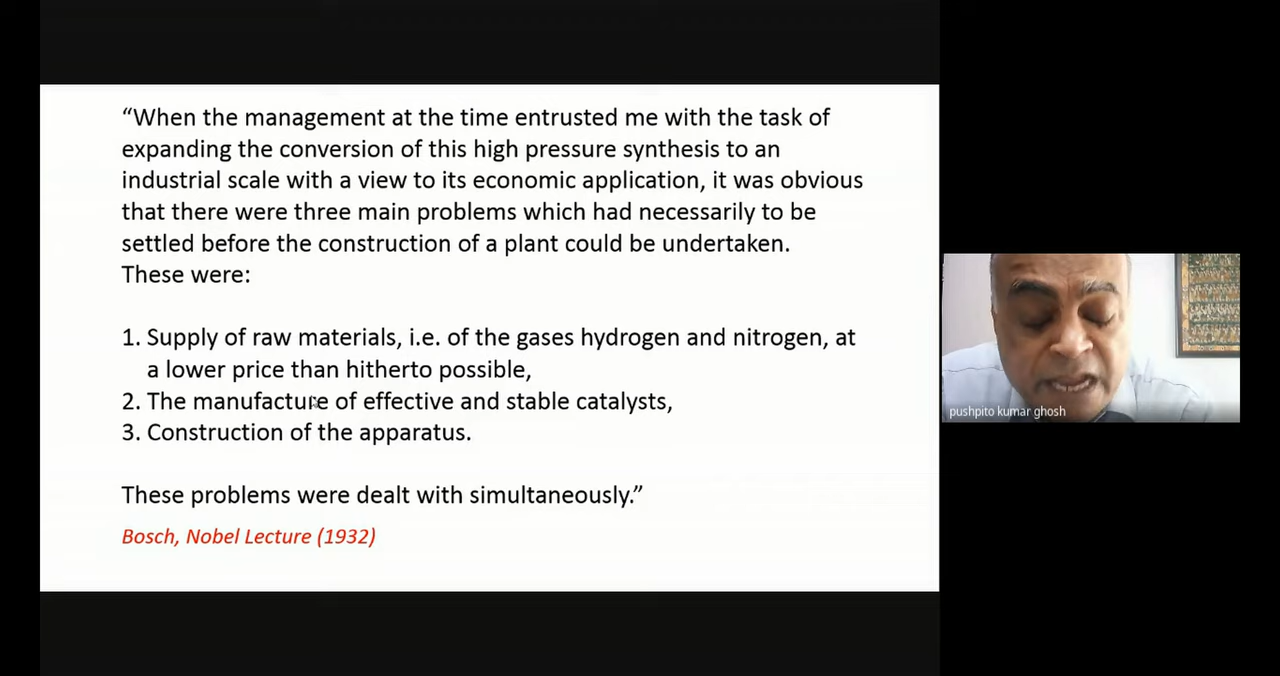 “When the management at the time entrusted me with the task of
expanding the conversion of this high pressure synthesis to an
industrial scale with a view to its economic application, it was obvious
that there were three main problems which had necessarily to be
settled before the construction of a plant could be undertaken.
These were:
1. Supply of raw materials, i.e. of the gases hydrogen and nitrogen, at
a lower price than hitherto possible,
2. The manufacture of effective and stable catalysts,
3. Construction of the apparatus.
These problems were dealt with simultaneously.”
Bosch, Nobel Lecture (1932)
pushpito kumar ghosh